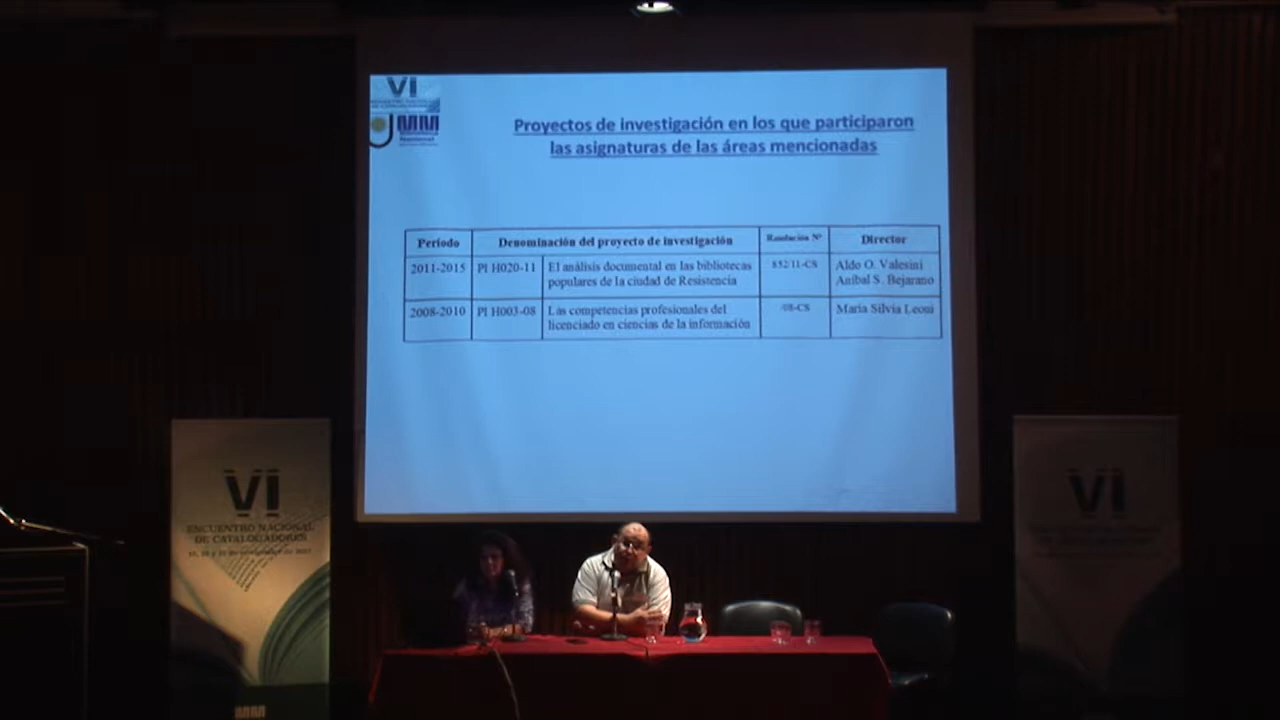 VI
MM
Proyectos de investigación en los que participaron
las asignaturas de las áreas mencionadas
Período Denominación del proyecto de investigación Resolución Nº Director
2011-2015 PI H020-11 El análisis documental en las bibliotecas populares de la ciudad de Resistencia 852/11-CS Aldo O. Valesini
Aníbal S. Bejarano
2008-2010 PI H003-08 Las competencias profesionales del licenciado en ciencias de la información 08-CS María Silvia Leoni
VI
ENCUENTRO NACIONAL
DE CATALOGADORES
VI